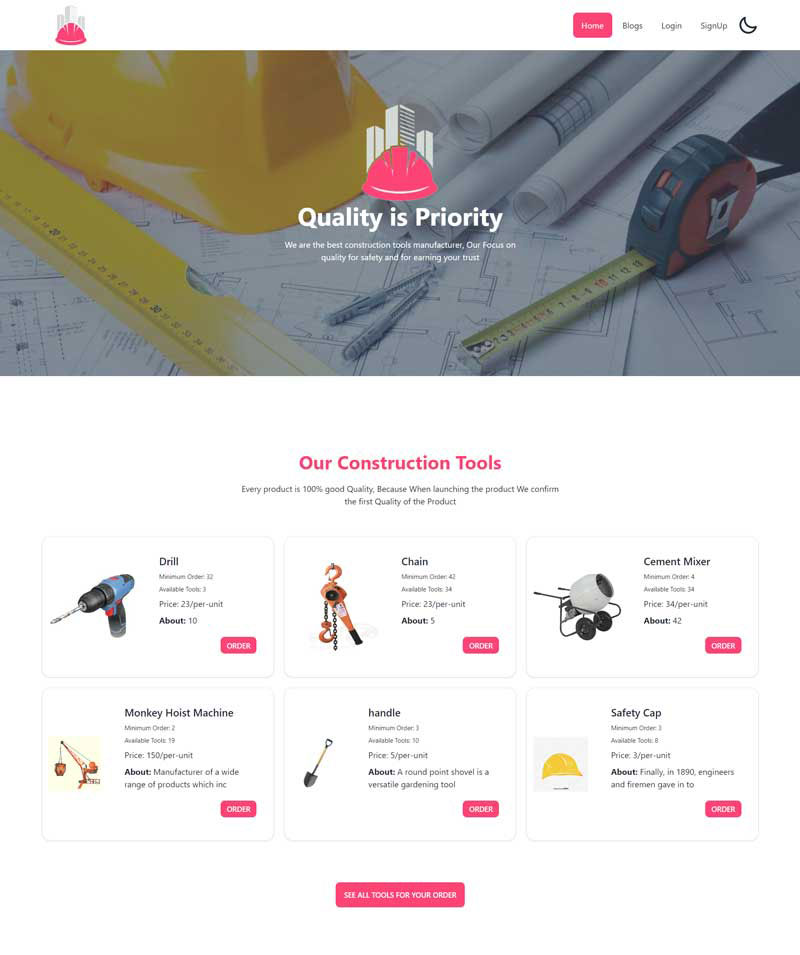 Home
Blogs
Login
SignUp
Quality is Priority
We are the best construction tools manufacturer, Our Focus on
quality for safety and for earning your trust
Our Construction Tools
Every product is 100% good Quality, Because When launching the product We confirm
the first Quality of the Product
Drill
Minimum Order: 32
Available Tools: 3
Price: 23/per-unit
About: 10
ORDER
Chain
Minimum Order: 42
Available Tools: 34
Price: 23/per-unit
About: 5
ORDER
Cement Mixer
Minimum Order: 4
Available Tools: 34
Price: 34/per-unit
About: 42
ORDER
Monkey Hoist Machine
Minimum Order: 2
Available Tools: 19
Price: 150/per-unit
About: Manufacturer of a wide
range of products which inc
ORDER
handle
Minimum Order: 3
Available Tools: 10
Price: 5/per-unit
About: A round point shovel is a
versatile gardening tool
ORDER
Safety Cap
Minimum Order: 3
Available Tools: 8
Price: 3/per-unit
About: Finally, in 1890, engineers
and firemen gave in to
ORDER
SEE ALL TOOLS FOR YOUR ORDER